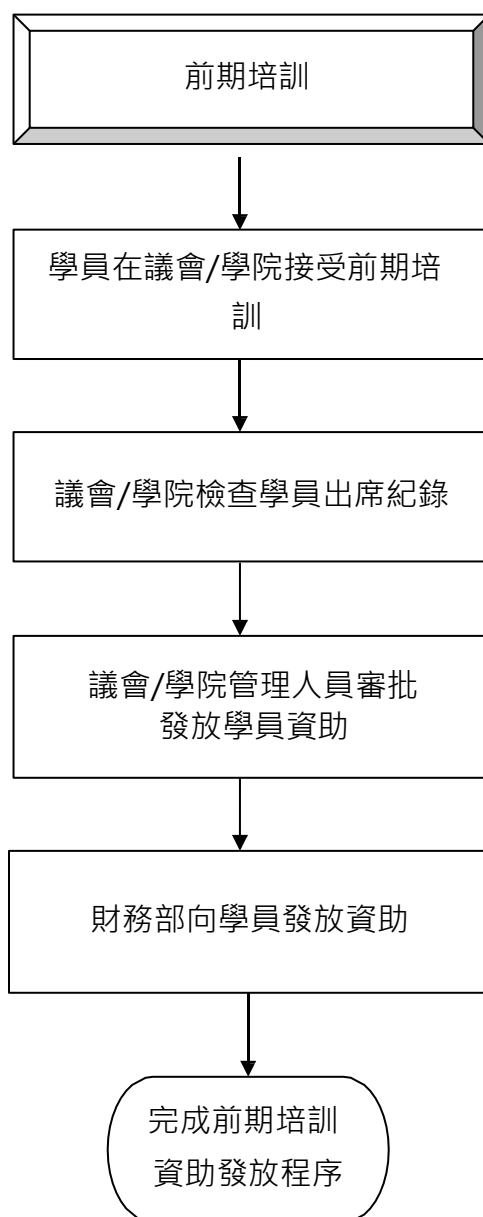 前期培訓
學員在議會/學院接受前期培
訓
議會/學院檢查學員出席紀錄
議會/學院管理人員審批
發放學員資助
財務部向學員發放資助
完成前期培訓
資助發放程序